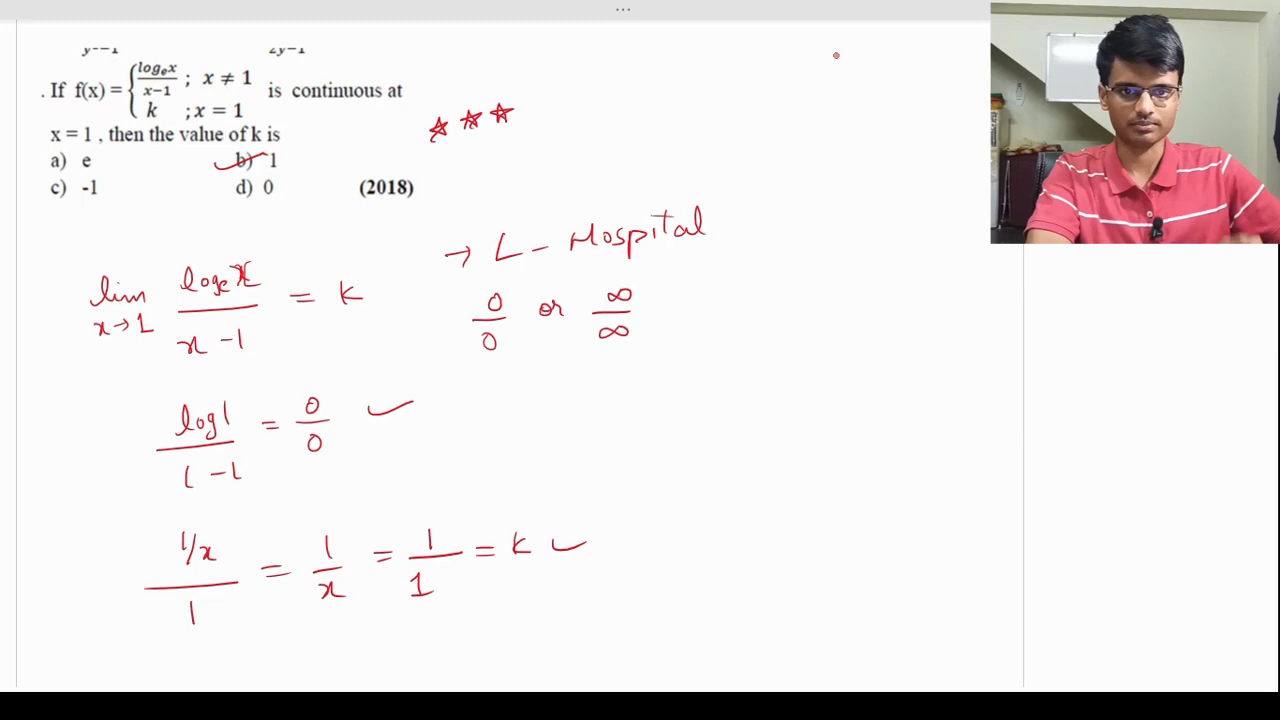 ...
. If f(x) = { logₑx / x−1 ; x ≠ 1 is continuous at
k ; x = 1
x = 1 , then the value of k is
a) e b) 1
c) -1 d) 0 (2018)
→ L - Hospital
lim x→1 logₑx / x - 1 = k
0/0 or ∞/∞
log1 / 1 - 1 = 0/0
1/x / 1 = 1/x = 1/1 = k